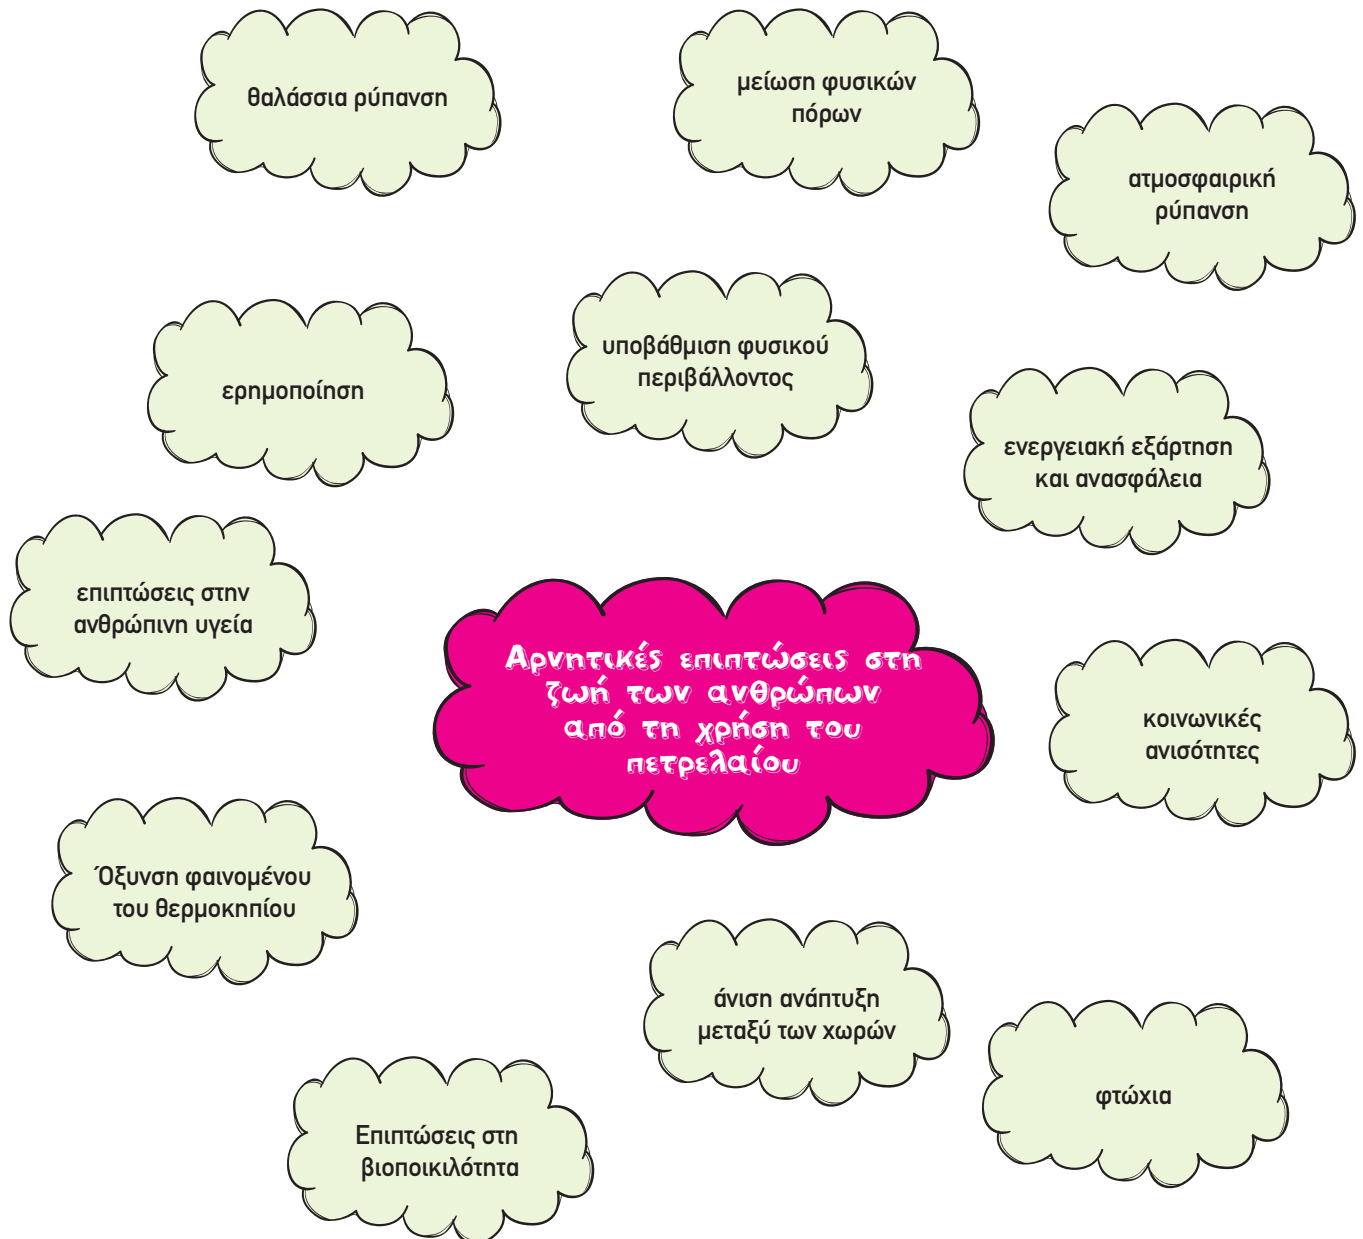 θαλάσσια ρύπανση
μείωση φυσικών
πόρων
ατμοσφαιρική
ρύπανση
ερημοποίηση
υποβάθμιση φυσικού
περιβάλλοντος
ενεργειακή εξάρτηση
και ανασφάλεια
επιπτώσεις στην
ανθρώπινη υγεία
Αρνητικές επιπτώσεις στη
ζωή των ανθρώπων
από τη χρήση του
πετρελαίου
κοινωνικές
ανισότητες
Όξυνση φαινομένου
του θερμοκηπίου
άνιση ανάπτυξη
μεταξύ των χωρών
φτώχια
Επιπτώσεις στη
βιοποικιλότητα